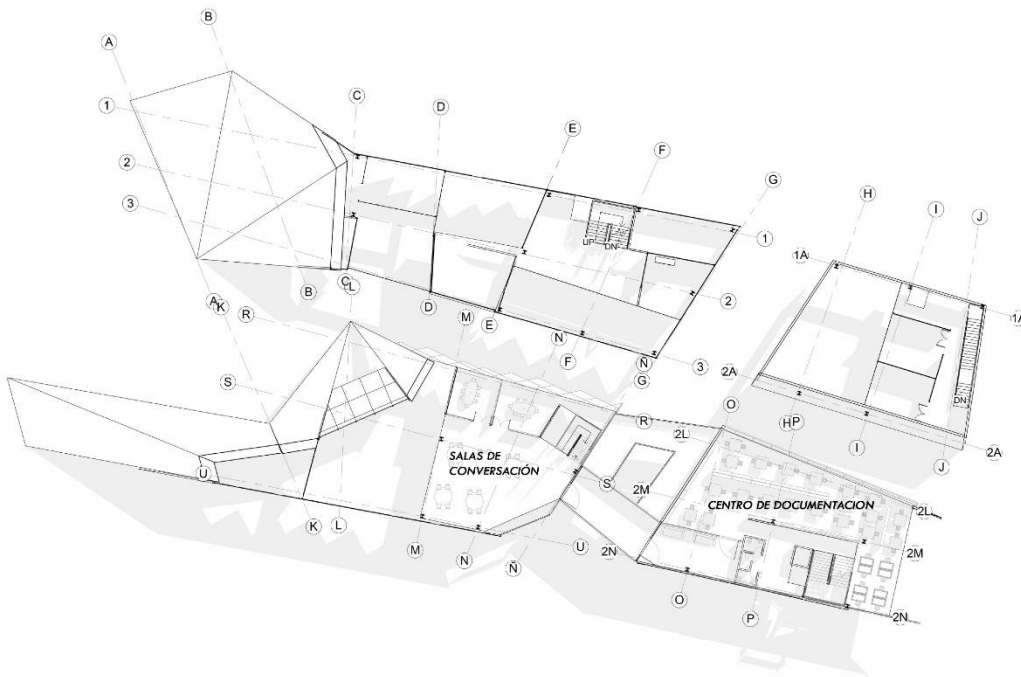 B
A
C
1
D
E
F
2
G
H
I
3
J
UP
DN
1
1A
2
1A
B
C
L
A
K
D
M
R
E
N
F
Ñ
3
G
2A
DN
S
O
R
H
P
2L
I
J
2A
SALAS DE
CONVERSACIÓN
U
S
2M
CENTRO DE DOCUMENTACION
2L
K
L
M
N
U
2N
2M
Ñ
O
P
2N